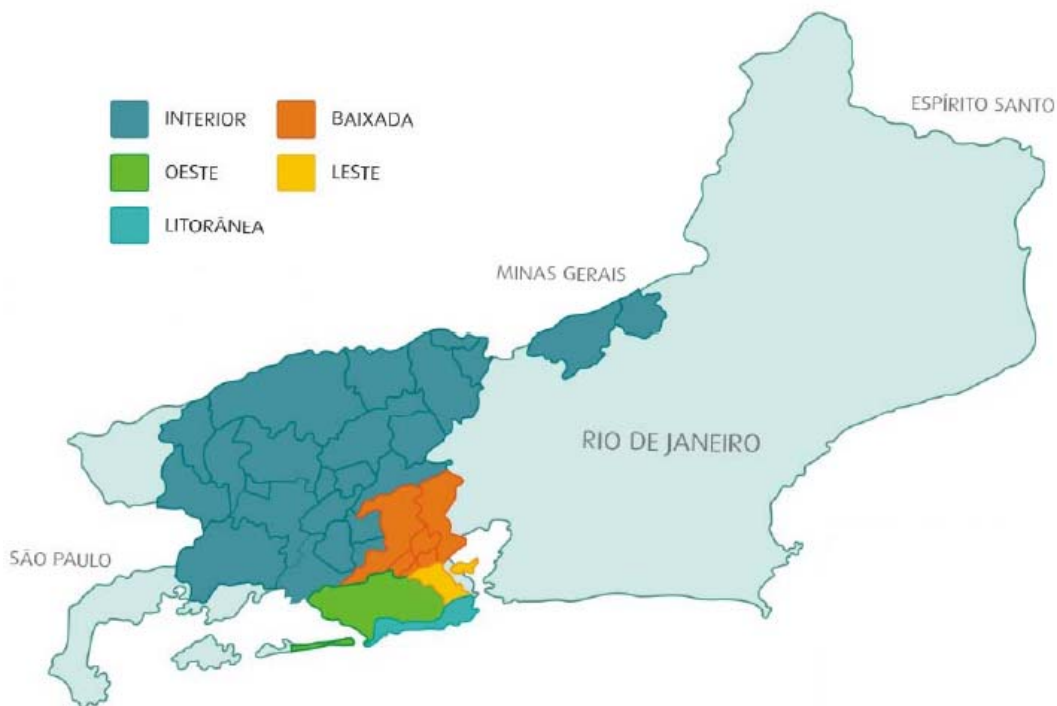 INTERIOR
BAIXADA
OESTE
LESTE
LITORÂNEA
ESPÍRITO SANTO
MINAS GERAIS
RIO DE JANEIRO
SÃO PAULO